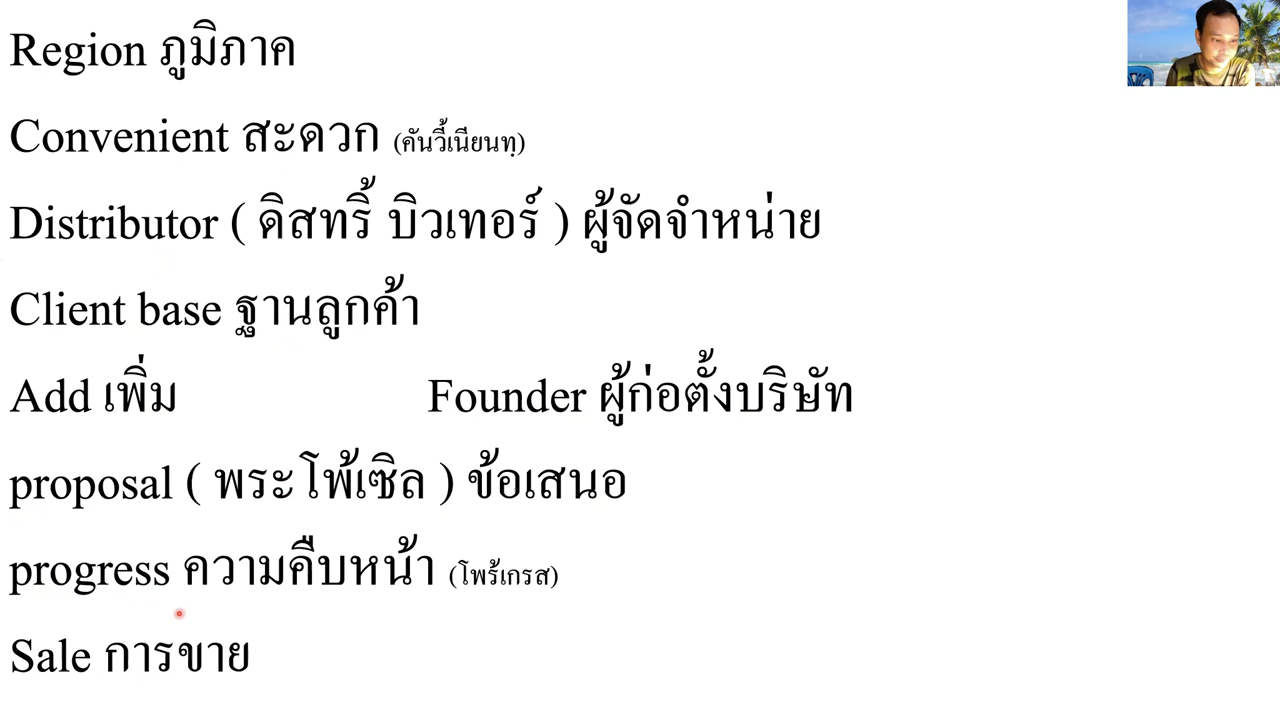 Region ภูมิภาค
Convenient สะดวก (คันวี้เนียนทฺ)
Distributor ( ดิสทริ้ บิวเทอร์ ) ผู้จัดจำหน่าย
Client base ฐานลูกค้า
Add เพิ่ม Founder ผู้ก่อตั้งบริษัท
proposal ( พระโพ้เซิล ) ข้อเสนอ
progress ความคืบหน้า (โพร้เกรส)
Sale การขาย